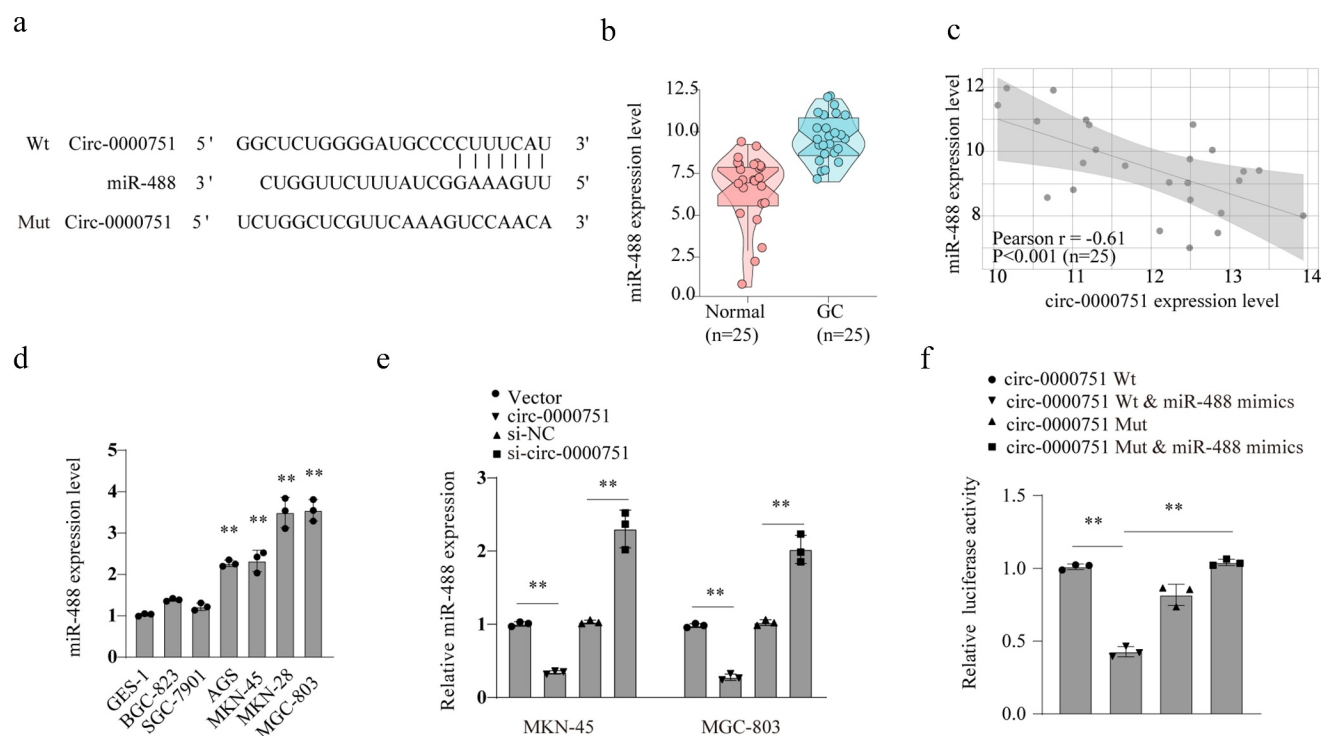 a
Wt Circ-0000751 5' GGCUCUGGGGAUGCCCCUUUCAU 3'
miR-488 3' CUGGUUCUUUAUCGGAAAGUU 5'
Mut Circ-0000751 5' UCUGGCUCGUUCAAAGUCCAACA 3'
b
miR-488 expression level
12.5
10.0
7.5
5.0
2.5
0.0
Normal
(n=25)
GC
(n=25)
c
miR-488 expression level
12
10
8
Pearson r = -0.61
P<0.001 (n=25)
10 11 12 13 14
circ-0000751 expression level
d
miR-488 expression level
5
4
3
2
1
0
** ** ** **
GES-1
BGC-823
SGC-7901
AGS
MKN-45
MKN-28
MGC-803
e
Vector
circ-0000751
si-NC
si-circ-0000751
Relative miR-488 expression
3
2
1
0
** ** ** **
MKN-45 MGC-803
f
circ-0000751 Wt
circ-0000751 Wt & miR-488 mimics
circ-0000751 Mut
circ-0000751 Mut & miR-488 mimics
Relative luciferase activity
1.5
1.0
0.5
0.0
** **